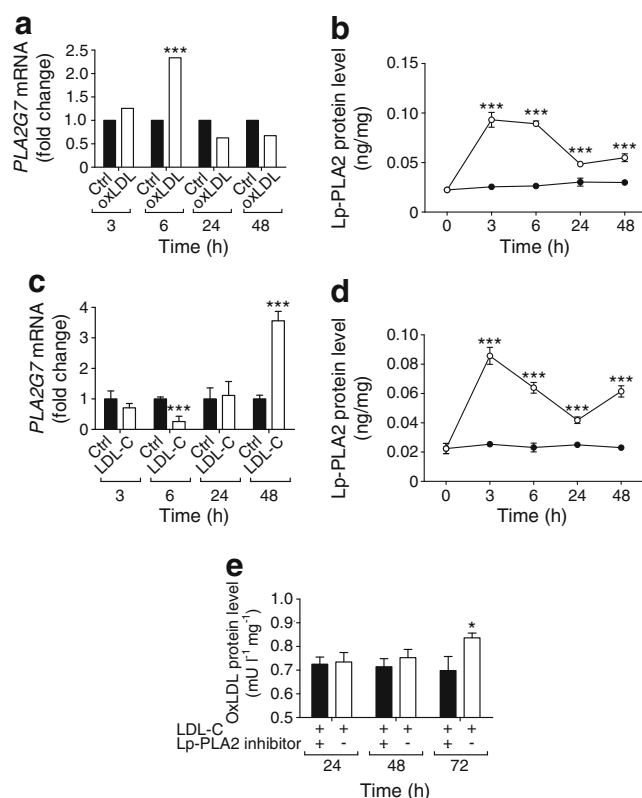 a
PLA2G7 mRNA
(fold change)
2.5
2.0
1.5
1.0
0.5
0
***
Ctrl
oxLDL
Ctrl
oxLDL
Ctrl
oxLDL
Ctrl
oxLDL
3 6 24 48
Time (h)
b
Lp-PLA2 protein level
(ng/mg)
0.15
0.10
0.05
0.00
*** *** *** ***
0 3 6 24 48
Time (h)
c
PLA2G7 mRNA
(fold change)
4
3
2
1
0
*** ***
Ctrl
LDL-C
Ctrl
LDL-C
Ctrl
LDL-C
Ctrl
LDL-C
3 6 24 48
Time (h)
d
Lp-PLA2 protein level
(ng/mg)
0.10
0.08
0.06
0.04
0.02
0.00
*** *** *** ***
0 3 6 24 48
Time (h)
e
OxLDL protein level
(mU l-1 mg-1)
1.0
0.9
0.8
0.7
0.6
0.5
*
LDL-C + + + + + +
Lp-PLA2 inhibitor + - + - + -
24 48 72
Time (h)